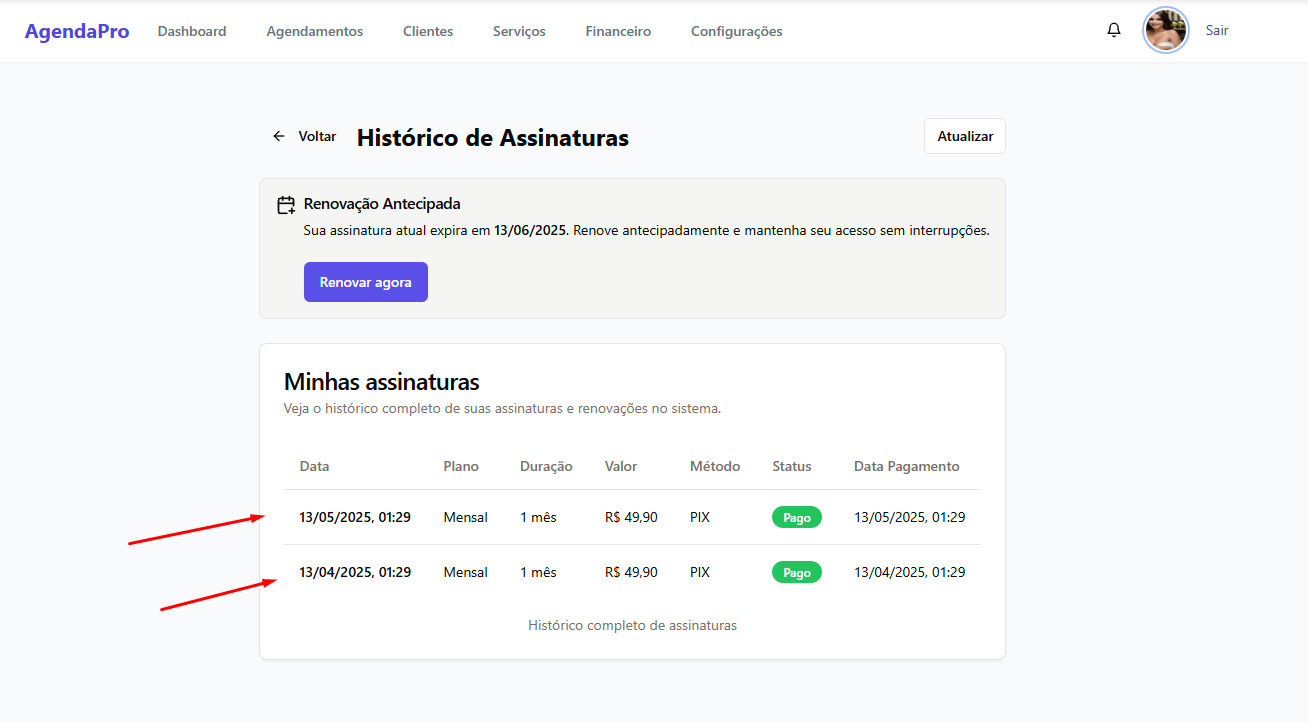 AgendaPro Dashboard Agendamentos Clientes Serviços Financeiro Configurações Sair
Voltar Histórico de Assinaturas Atualizar
Renovação Antecipada
Sua assinatura atual expira em 13/06/2025. Renove antecipadamente e mantenha seu acesso sem interrupções.
Renovar agora
Minhas assinaturas
Veja o histórico completo de suas assinaturas e renovações no sistema.
Data Plano Duração Valor Método Status Data Pagamento
13/05/2025, 01:29 Mensal 1 mês R$ 49,90 PIX Pago 13/05/2025, 01:29
13/04/2025, 01:29 Mensal 1 mês R$ 49,90 PIX Pago 13/04/2025, 01:29
Histórico completo de assinaturas